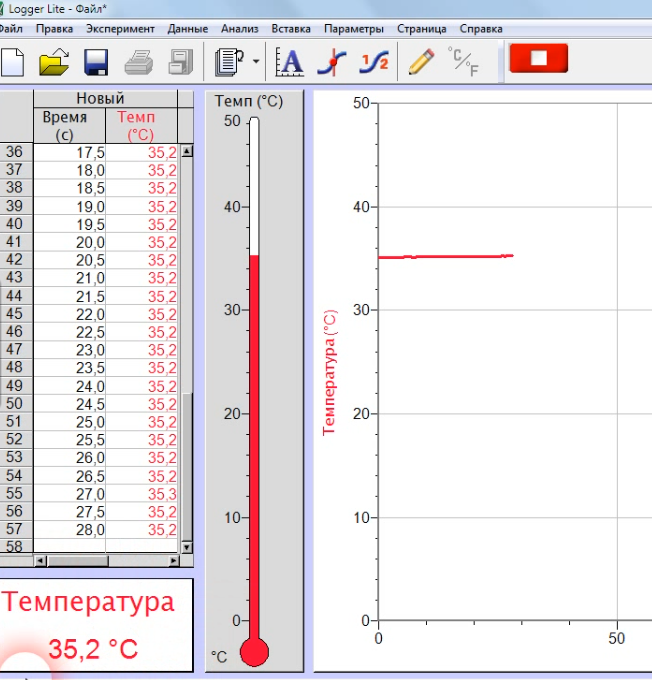 Logger Lite - Файл*
Файл Правка Эксперимент Данные Анализ Вставка Параметры Страница Справка
A 1/2 °C/F
Новый
Время Темп
(с) (°C)
36 17,5 35,2
37 18,0 35,2
38 18,5 35,2
39 19,0 35,2
40 19,5 35,2
41 20,0 35,2
42 20,5 35,2
43 21,0 35,2
44 21,5 35,2
45 22,0 35,2
46 22,5 35,2
47 23,0 35,2
48 23,5 35,2
49 24,0 35,2
50 24,5 35,2
51 25,0 35,2
52 25,5 35,2
53 26,0 35,2
54 26,5 35,2
55 27,0 35,3
56 27,5 35,2
57 28,0 35,2
58
Температура
35,2 °C
Темп (°C)
50
40
30
20
10
0
°C
Температура (°C)
50
40
30
20
10
0
0 50